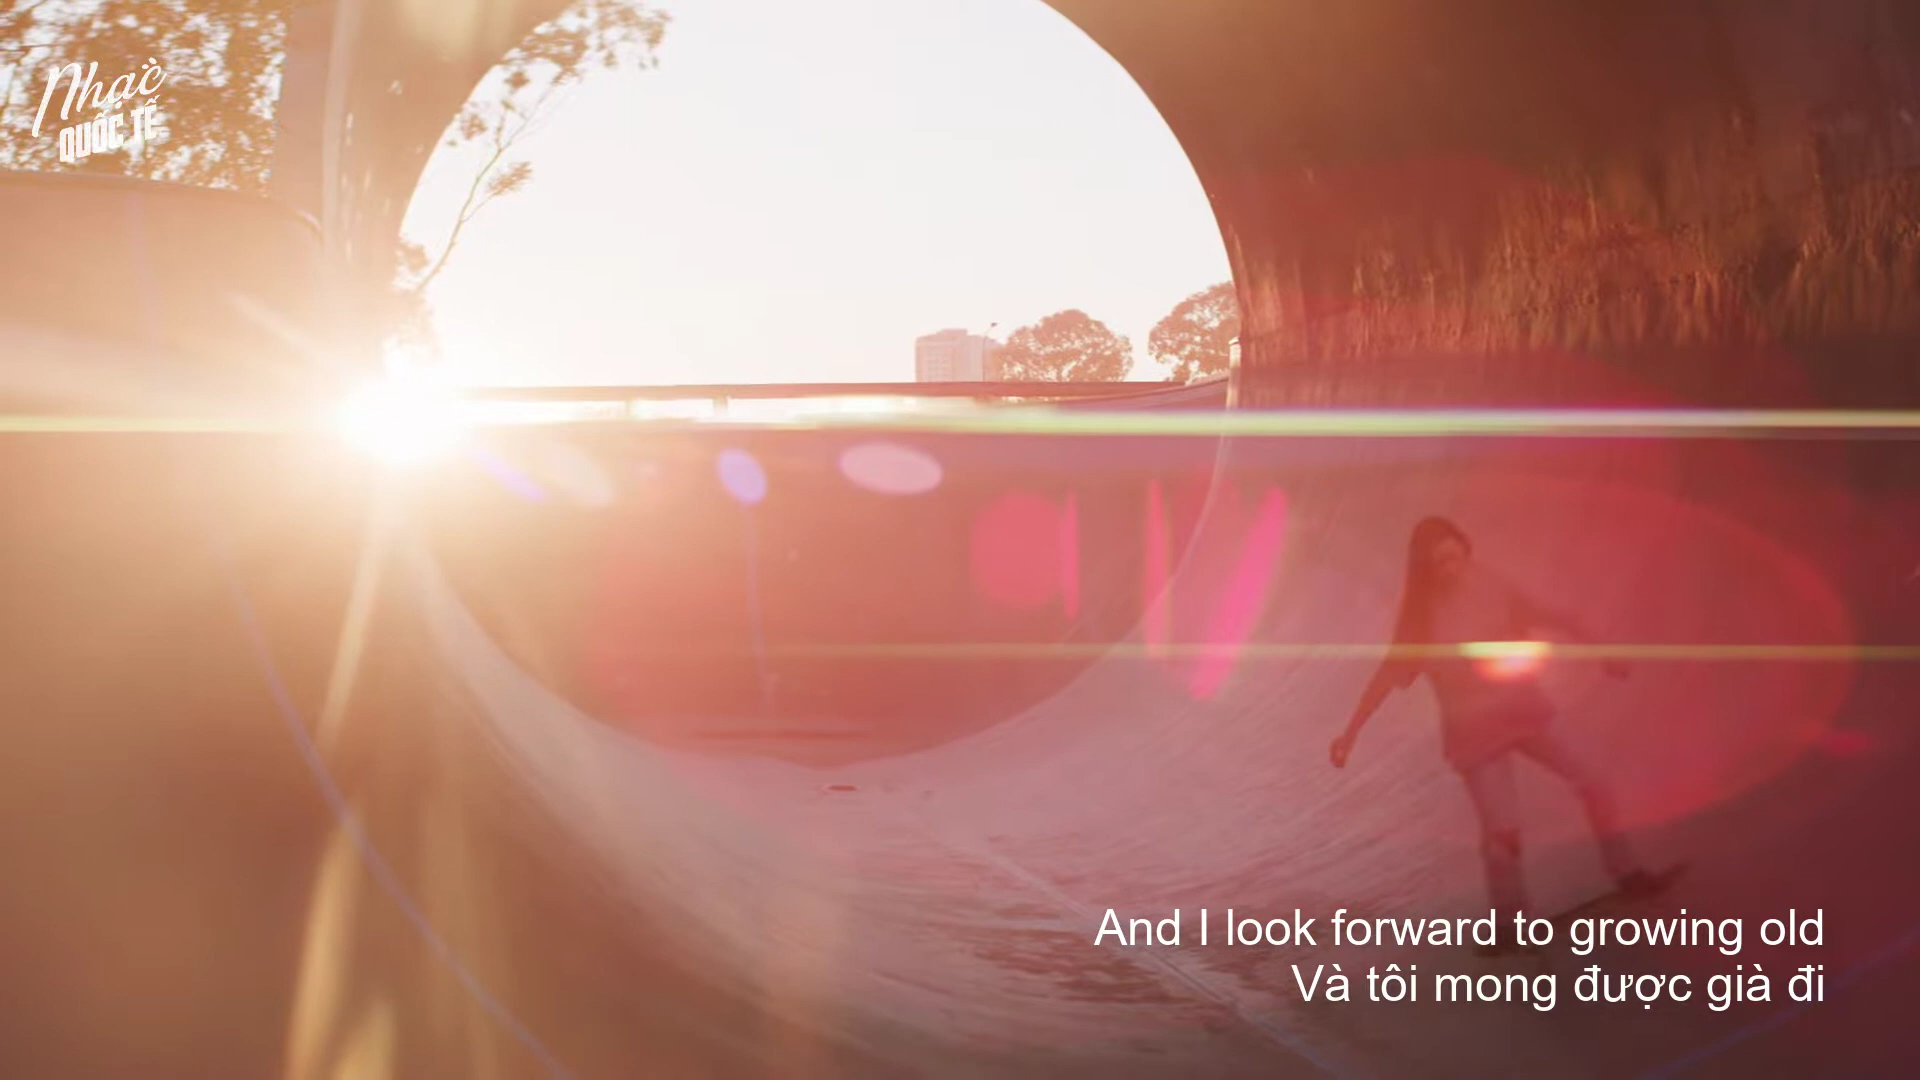 Nhạc
QUỐC TẾ
And I look forward to growing old
Và tôi mong được già đi